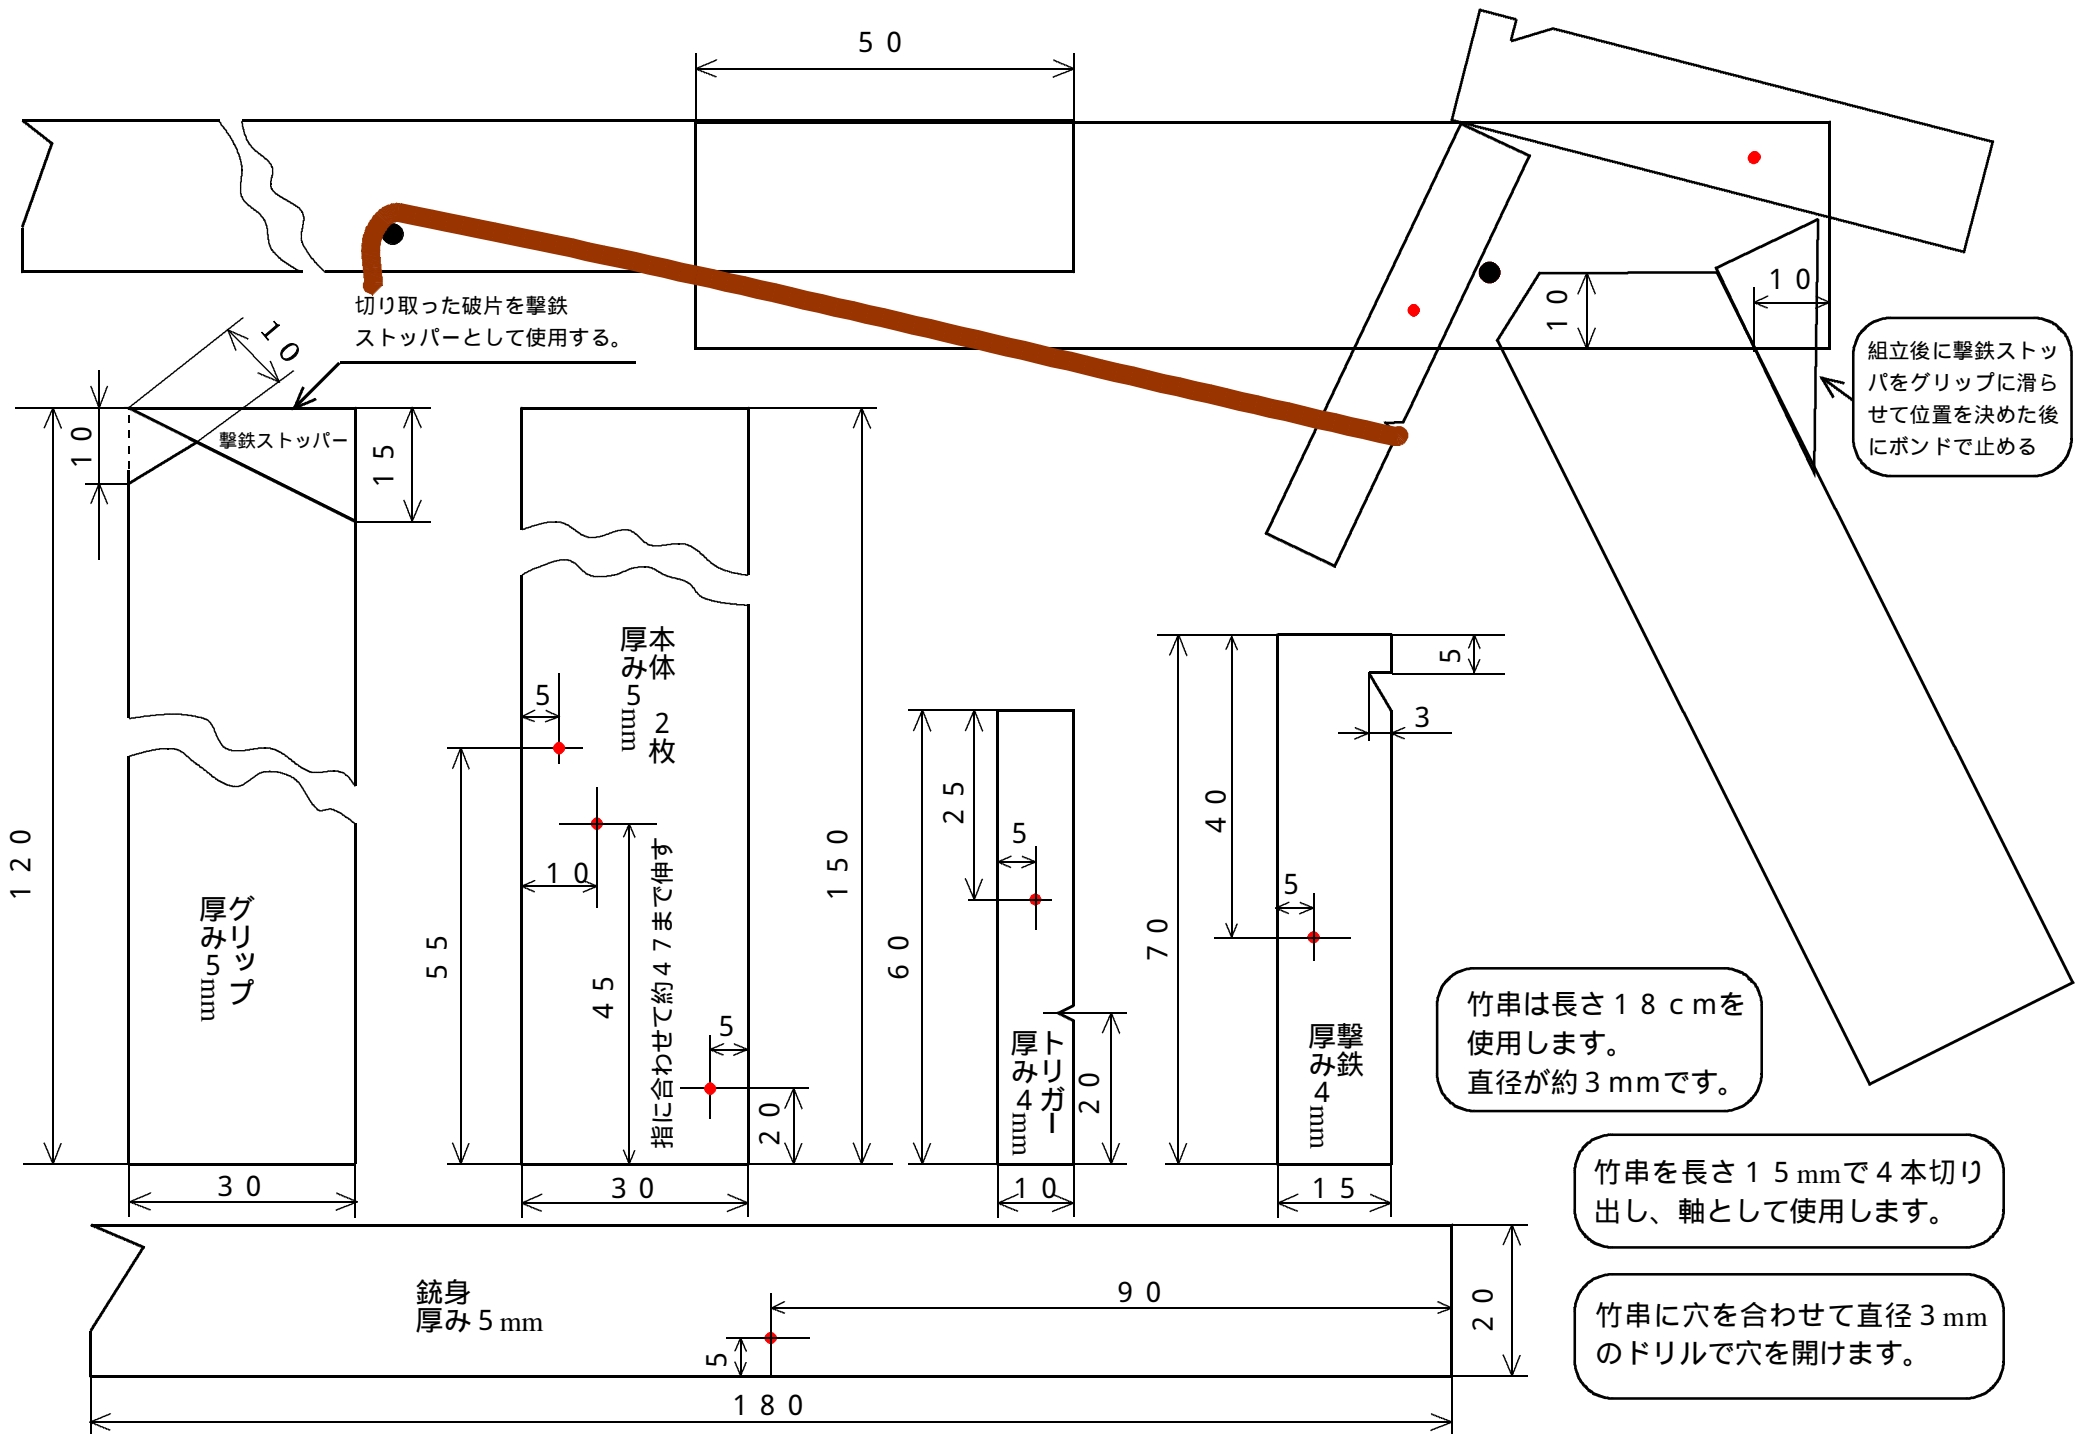 ５０
切り取った破片を撃鉄
ストッパーとして使用する。
１０
１０
組立後に撃鉄ストッ
パをグリップに滑ら
せて位置を決めた後
にボンドで止める
１０
１０
撃鉄ストッパー
１５
１２０
グリップ
厚み5mm
３０
本体　2枚
厚み5mm
５
１０
５５
４５
指に合わせて約４７まで伸す
５
２０
１５０
３０
２５
５
６０
トリガー
厚み4mm
２０
１０
５
３
４０
５
７０
撃鉄
厚み4mm
１５
竹串は長さ１８ｃｍを
使用します。
直径が約３ｍｍです。
竹串を長さ１５mmで４本切り
出し、軸として使用します。
竹串に穴を合わせて直径３mm
のドリルで穴を開けます。
銃身
厚み５mm
９０
２０
５
１８０